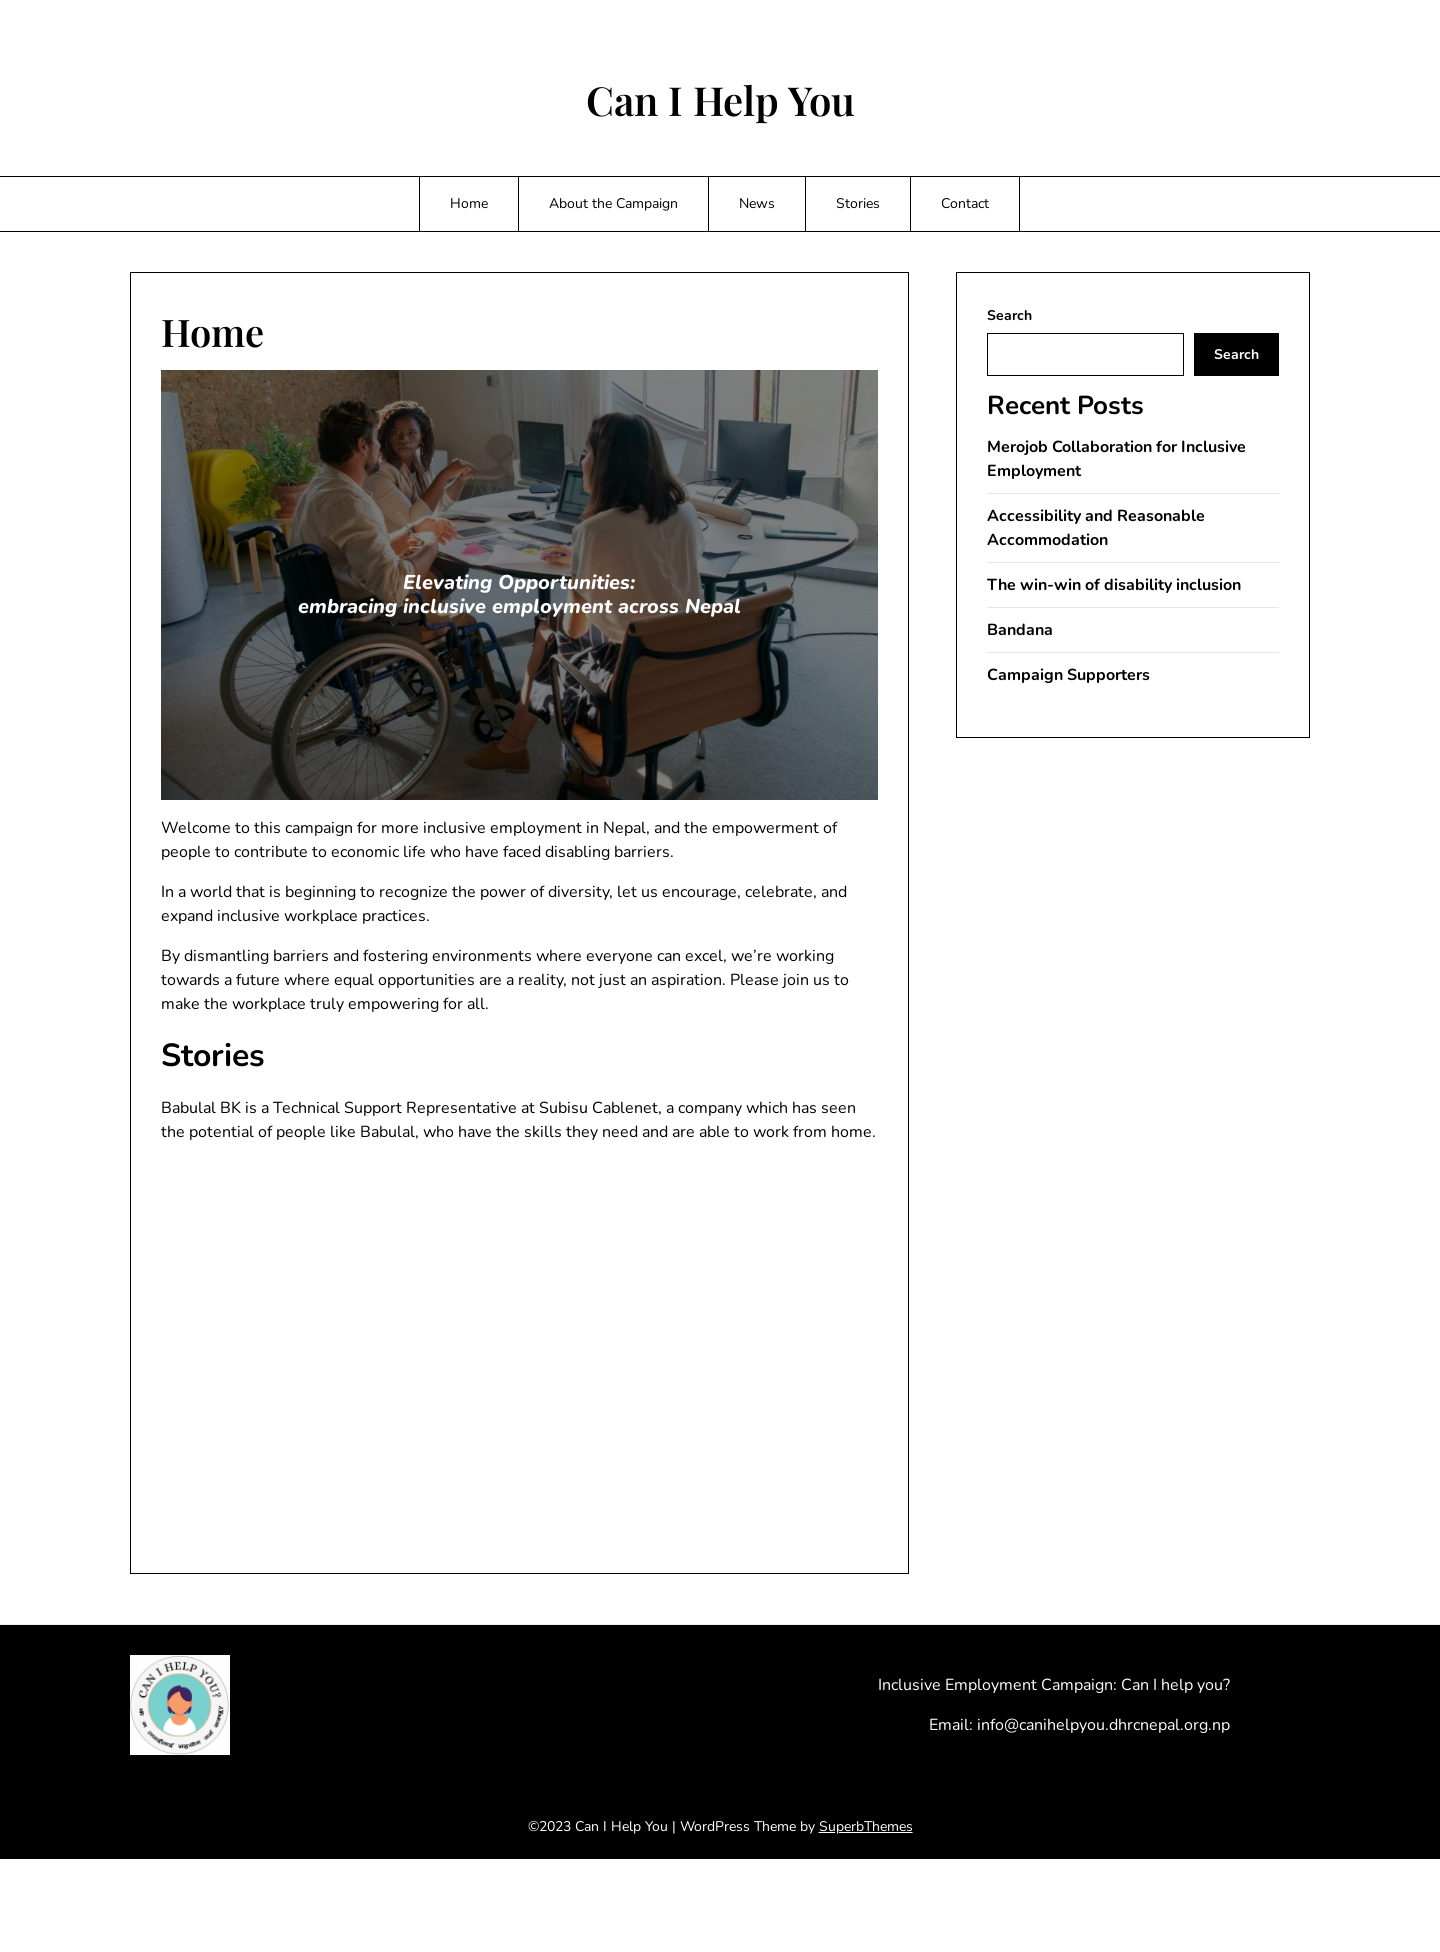 Can I Help You
Home
About the Campaign
News
Stories
Contact
Home
Elevating Opportunities:
embracing inclusive employment across Nepal
Welcome to this campaign for more inclusive employment in Nepal, and the empowerment of
people to contribute to economic life who have faced disabling barriers.
In a world that is beginning to recognize the power of diversity, let us encourage, celebrate, and
expand inclusive workplace practices.
By dismantling barriers and fostering environments where everyone can excel, we’re working
towards a future where equal opportunities are a reality, not just an aspiration. Please join us to
make the workplace truly empowering for all.
Stories
Babulal BK is a Technical Support Representative at Subisu Cablenet, a company which has seen
the potential of people like Babulal, who have the skills they need and are able to work from home.
Search
Search
Recent Posts
Merojob Collaboration for Inclusive
Employment
Accessibility and Reasonable
Accommodation
The win-win of disability inclusion
Bandana
Campaign Supporters
CAN I HELP YOU?
Inclusive Employment Campaign: Can I help you?
Email: info@canihelpyou.dhrcnepal.org.np
©2023 Can I Help You | WordPress Theme by SuperbThemes